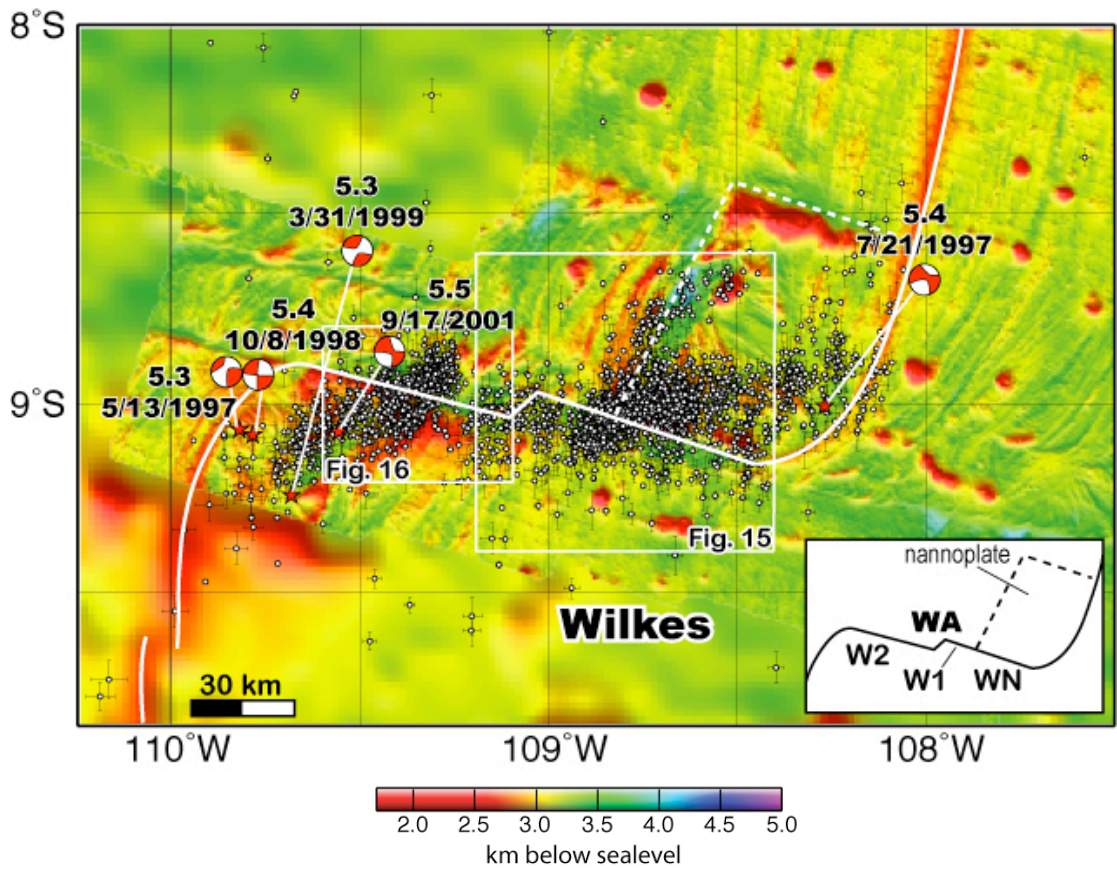 8°S
5.3
3/31/1999
5.4
7/21/1997
5.5
9/17/2001
5.4
10/8/1998
5.3
5/13/1997
9°S
Fig. 16
Fig. 15
Wilkes
nannoplate
WA
W2
W1
WN
30 km
110°W
109°W
108°W
2.0 2.5 3.0 3.5 4.0 4.5 5.0
km below sealevel